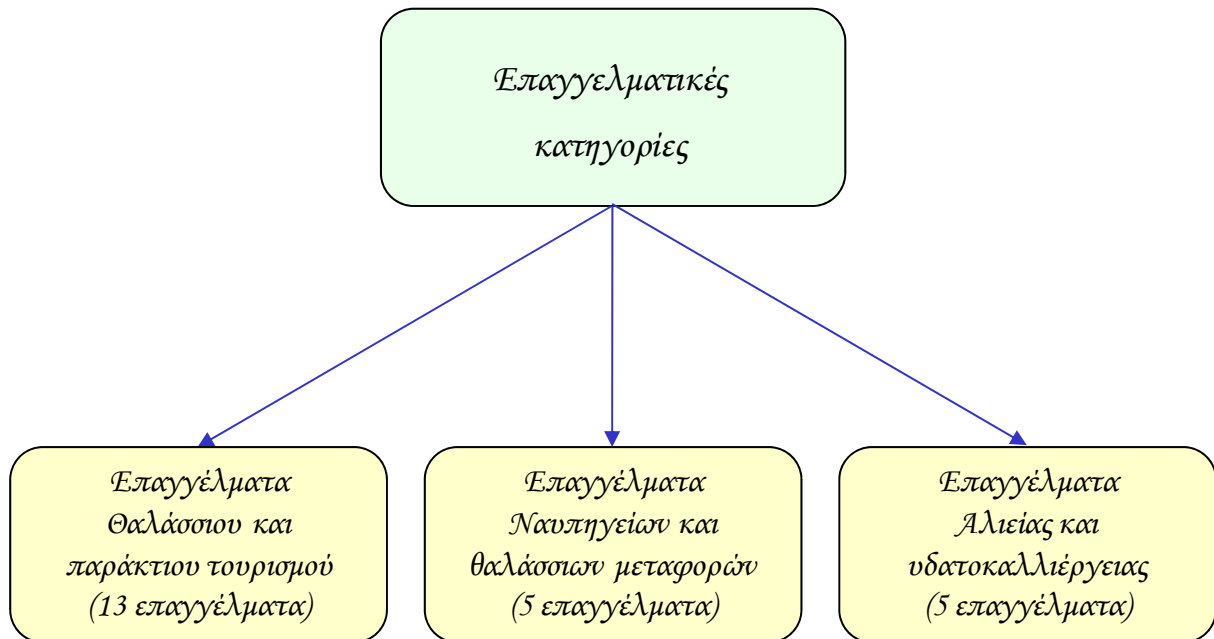 Επαγγελματικές
κατηγορίες
Επαγγέλματα
Θαλάσσιου και
παράκτιου τουρισμού
(13 επαγγέλματα)
Επαγγέλματα
Ναυπηγείων και
θαλάσσιων μεταφορών
(5 επαγγέλματα)
Επαγγέλματα
Αλιείας και
υδατοκαλλιέργειας
(5 επαγγέλματα)